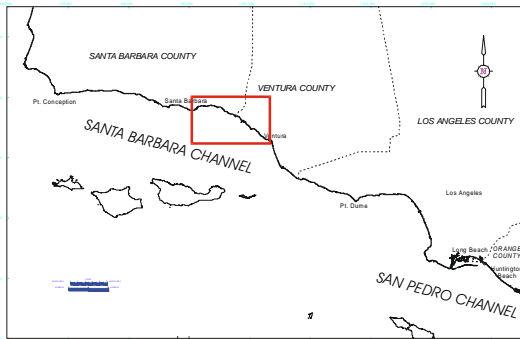 SANTA BARBARA COUNTY
VENTURA COUNTY
N
Pt. Conception
Santa Barbara
LOS ANGELES COUNTY
SANTA BARBARA CHANNEL
Ventura
Los Angeles
Pt. Dume
Long Beach
ORANGE
COUNTY
Huntington
Beach
SAN PEDRO CHANNEL